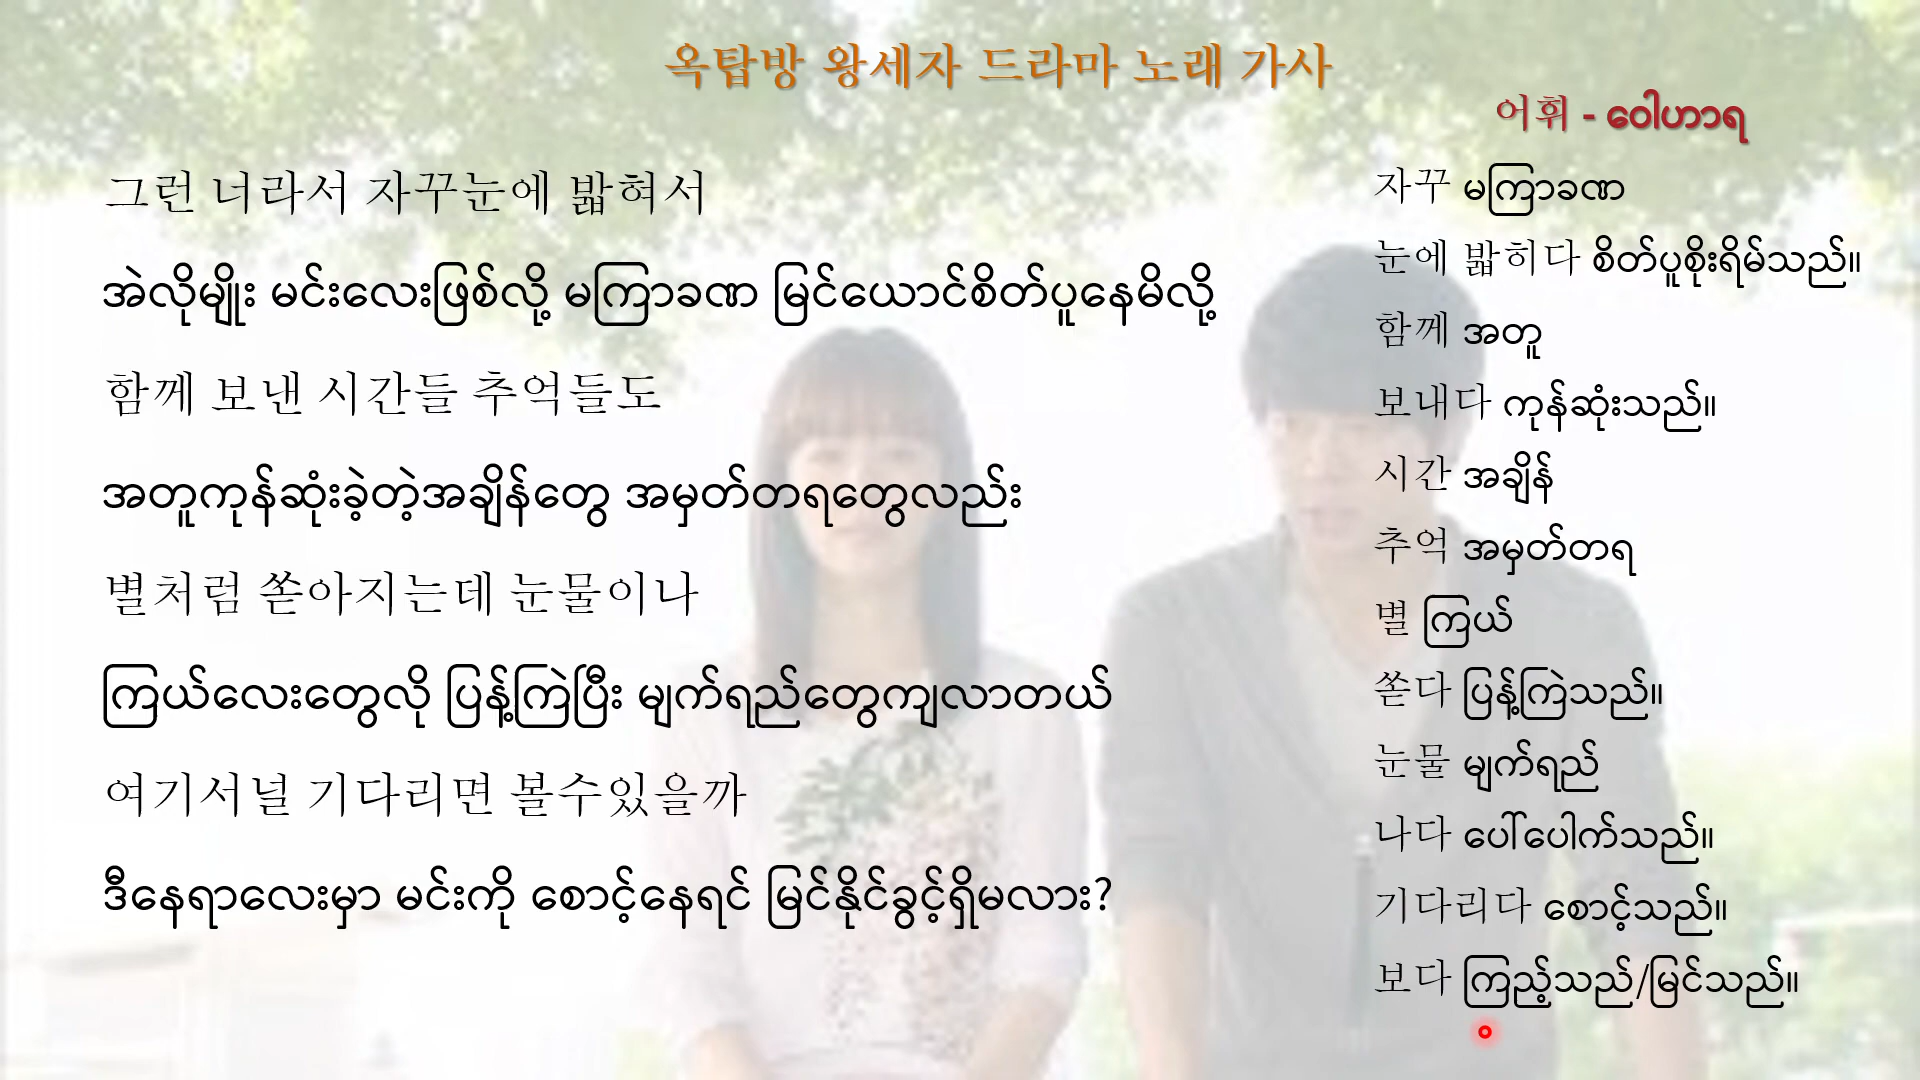 옥탑방 왕세자 드라마 노래 가사
그런 너라서 자꾸눈에 밟혀서
အဲလိုမျိုး မင်းလေးဖြစ်လို့ မကြာခဏ မြင်ယောင်စိတ်ပူနေမိလို့
함께 보낸 시간들 추억들도
အတူကုန်ဆုံးခဲ့တဲ့အချိန်တွေ အမှတ်တရတွေလည်း
별처럼 쏟아지는데 눈물이나
ကြယ်လေးတွေလို ပြန့်ကြဲပြီး မျက်ရည်တွေကျလာတယ်
여기서널 기다리면 볼수있을까
ဒီနေရာလေးမှာ မင်းကို စောင့်နေရင် မြင်နိုင်ခွင့်ရှိမလား?
어휘 - ဝေါဟာရ
자꾸 မကြာခဏ
눈에 밟히다 စိတ်ပူစိုးရိမ်သည်။
함께 အတူ
보내다 ကုန်ဆုံးသည်။
시간 အချိန်
추억 အမှတ်တရ
별 ကြယ်
쏟다 ပြန့်ကြဲသည်။
눈물 မျက်ရည်
나다 ပေါ်ပေါက်သည်။
기다리다 စောင့်သည်။
보다 ကြည့်သည်/မြင်သည်။